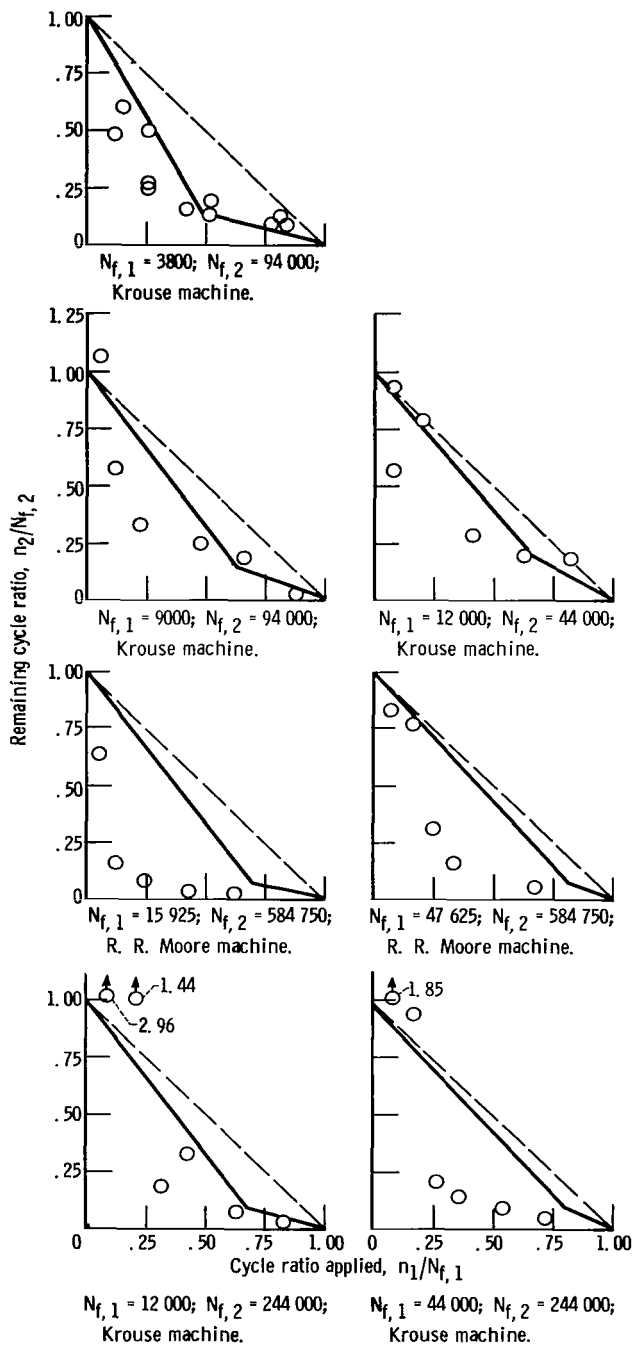 1.00
.75
.50
.25
0
N_f,1 = 3800; N_f,2 = 94 000;
Krouse machine.
Remaining cycle ratio, n_2/N_f,2
1.25
1.00
.75
.50
.25
0
N_f,1 = 9000; N_f,2 = 94 000;
Krouse machine.
N_f,1 = 12 000; N_f,2 = 44 000;
Krouse machine.
1.00
.75
.50
.25
0
N_f,1 = 15 925; N_f,2 = 584 750;
R. R. Moore machine.
N_f,1 = 47 625; N_f,2 = 584 750;
R. R. Moore machine.
1.44
2.96
1.85
1.00
.75
.50
.25
0 .25 .50 .75 1.00
0 .25 .50 .75 1.00
Cycle ratio applied, n_1/N_f,1
N_f,1 = 12 000; N_f,2 = 244 000;
Krouse machine.
N_f,1 = 44 000; N_f,2 = 244 000;
Krouse machine.